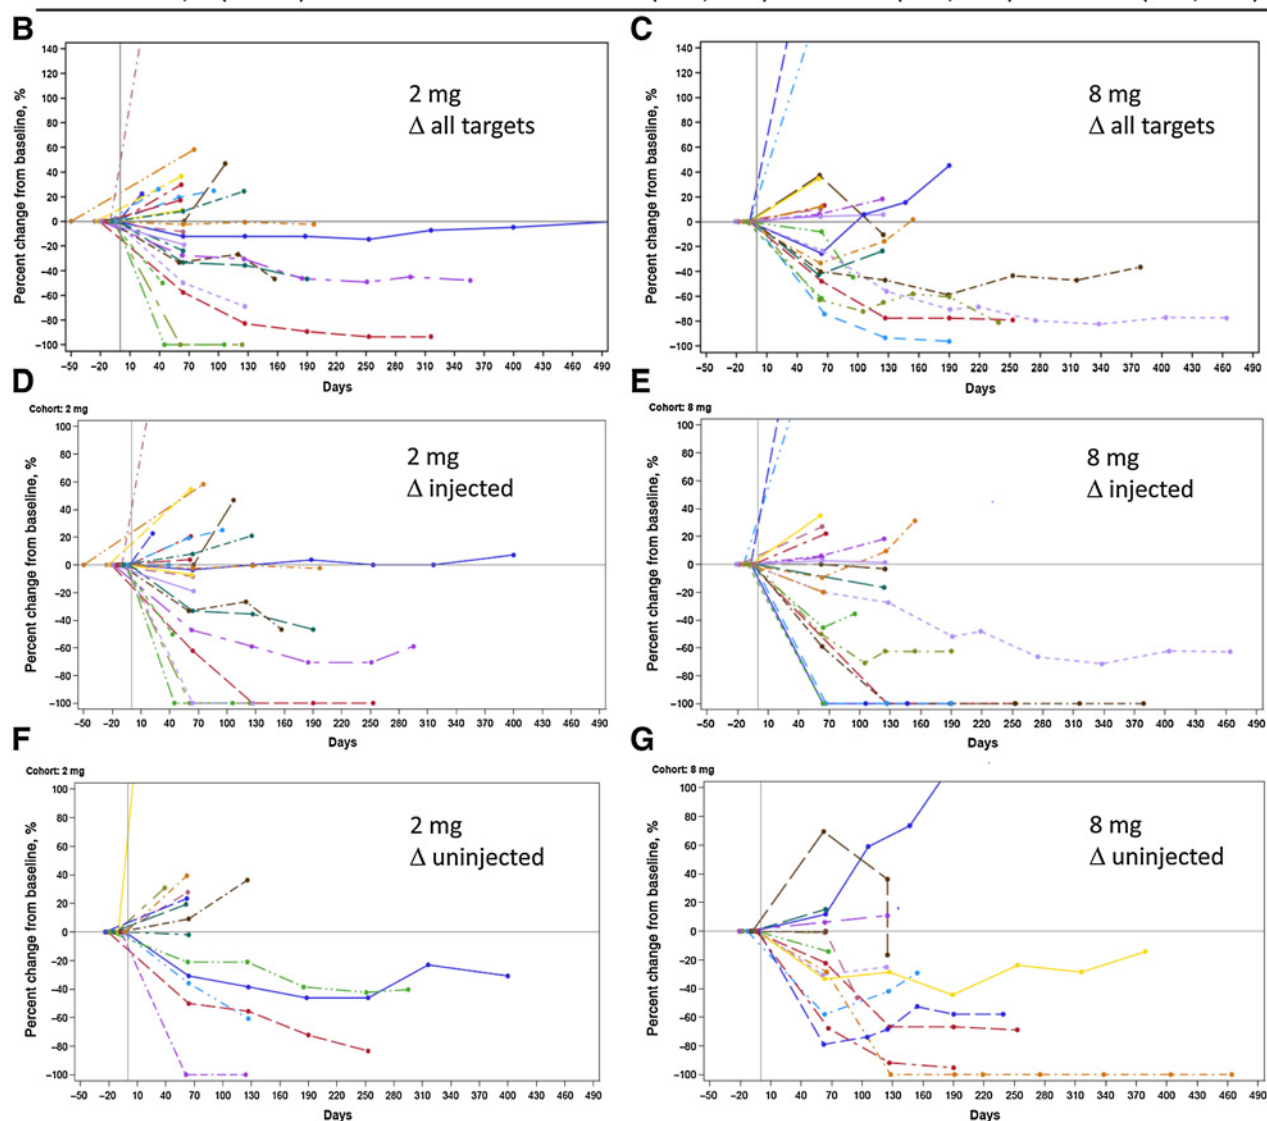 B
2 mg
Δ all targets
Percent change from baseline, %
140
120
100
80
60
40
20
0
−20
−40
−60
−80
−100
−50 −20 10 40 70 100 130 160 190 220 250 280 310 340 370 400 430 460 490
Days
C
8 mg
Δ all targets
Percent change from baseline, %
140
120
100
80
60
40
20
0
−20
−40
−60
−80
−100
−50 −20 10 40 70 100 130 160 190 220 250 280 310 340 370 400 430 460 490
Days
D
Cohort: 2 mg
2 mg
Δ injected
Percent change from baseline, %
100
80
60
40
20
0
−20
−40
−60
−80
−100
−50 −20 10 40 70 100 130 160 190 220 250 280 310 340 370 400 430 460 490
Days
E
Cohort: 8 mg
8 mg
Δ injected
Percent change from baseline, %
100
80
60
40
20
0
−20
−40
−60
−80
−100
−50 −20 10 40 70 100 130 160 190 220 250 280 310 340 370 400 430 460 490
Days
F
Cohort: 2 mg
2 mg
Δ uninjected
Percent change from baseline, %
100
80
60
40
20
0
−20
−40
−60
−80
−100
−50 −20 10 40 70 100 130 160 190 220 250 280 310 340 370 400 430 460 490
Days
G
Cohort: 8 mg
8 mg
Δ uninjected
Percent change from baseline, %
100
80
60
40
20
0
−20
−40
−60
−80
−100
−50 −20 10 40 70 100 130 160 190 220 250 280 310 340 370 400 430 460 490
Days